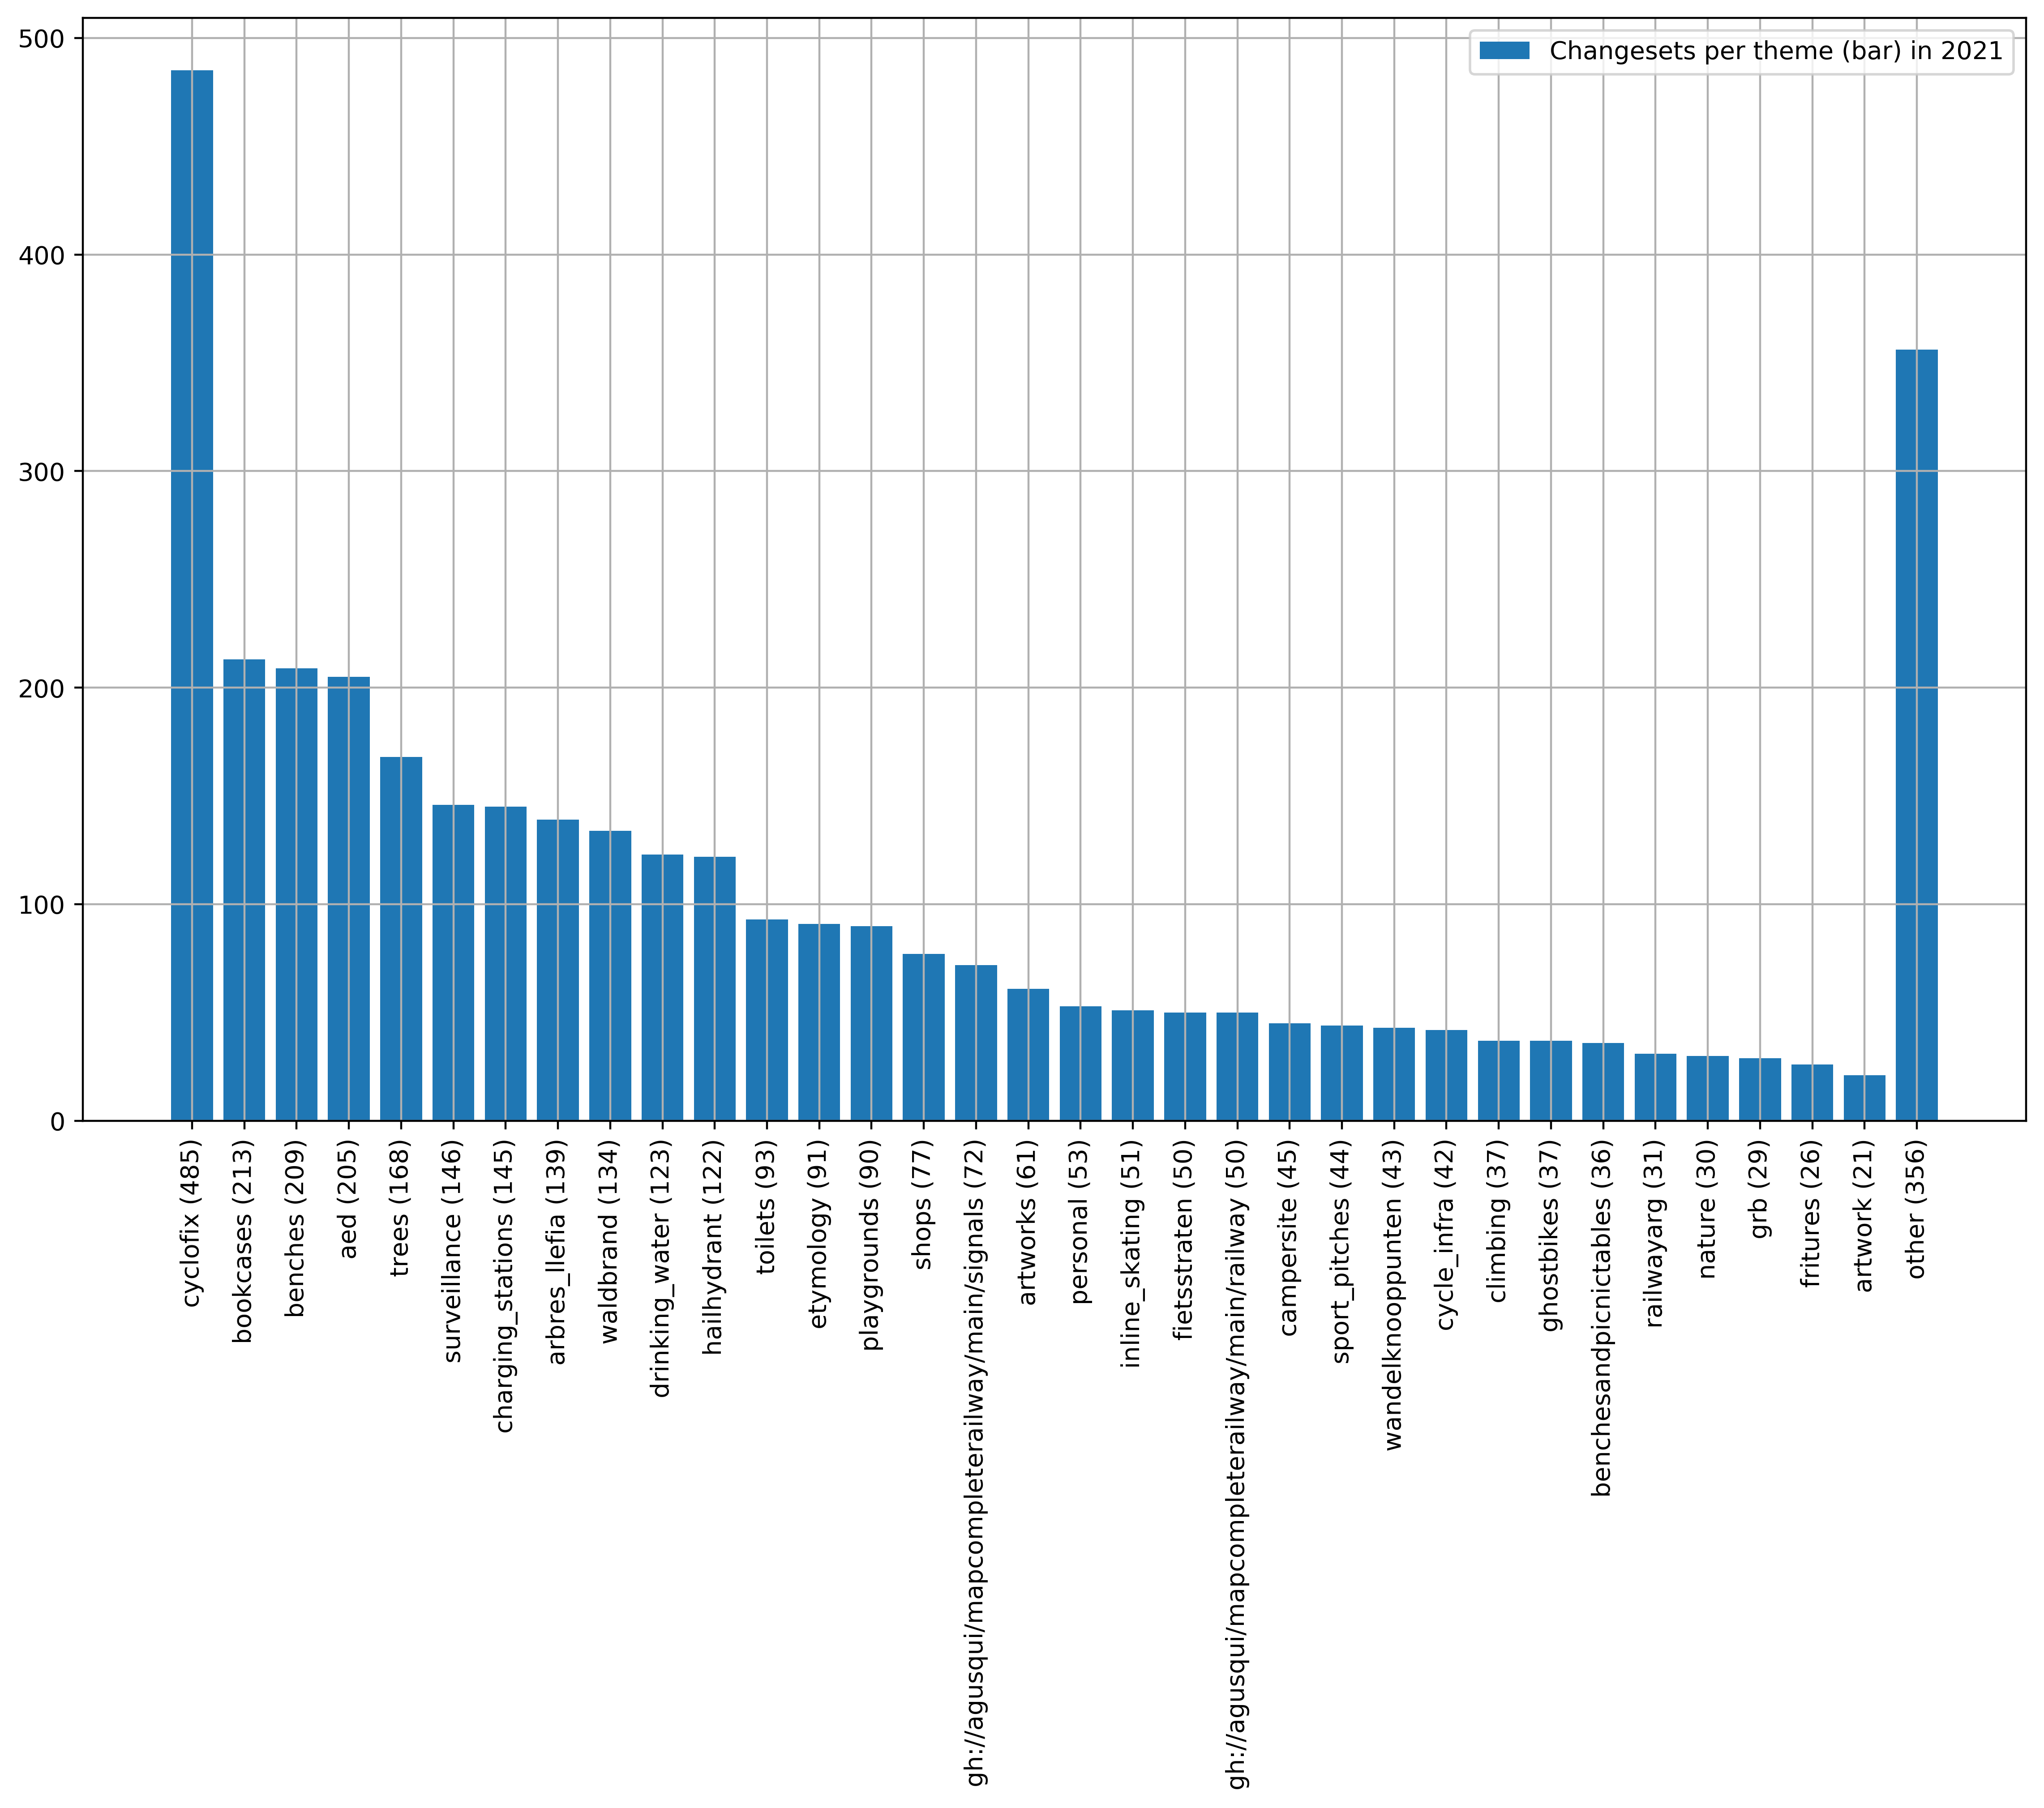 500
400
300
200
100
0
Changesets per theme (bar) in 2021
cyclofix (485)
bookcases (213)
benches (209)
aed (205)
trees (168)
surveillance (146)
charging_stations (145)
arbres_llefia (139)
waldbrand (134)
drinking_water (123)
hailhydrant (122)
toilets (93)
etymology (91)
playgrounds (90)
shops (77)
gh://agusqui/mapcompleterailway/main/signals (72)
artworks (61)
personal (53)
inline_skating (51)
fietsstraten (50)
gh://agusqui/mapcompleterailway/main/railway (50)
campersite (45)
sport_pitches (44)
wandelknooppunten (43)
cycle_infra (42)
climbing (37)
ghostbikes (37)
benchesandpicnictables (36)
railwayarg (31)
nature (30)
grb (29)
fritures (26)
artwork (21)
other (356)